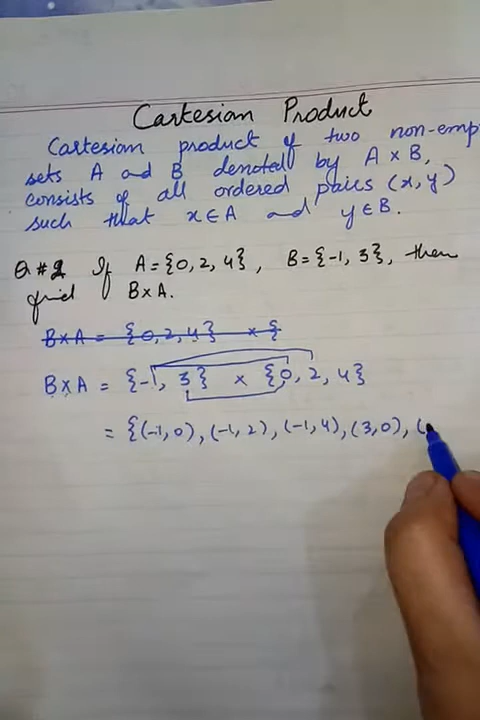 Cartesian Product
Cartesian product of two non-emp
sets A and B denoted by A × B,
consists of all ordered pairs (x, y)
such that x ∈ A and y ∈ B.
Q #2 If A = {0, 2, 4}, B = {-1, 3}, then
find B×A.
B×A = {0, 2, 4} × {
B×A = {-1, 3} × {0, 2, 4}
= {(-1, 0), (-1, 2), (-1, 4), (3, 0), (